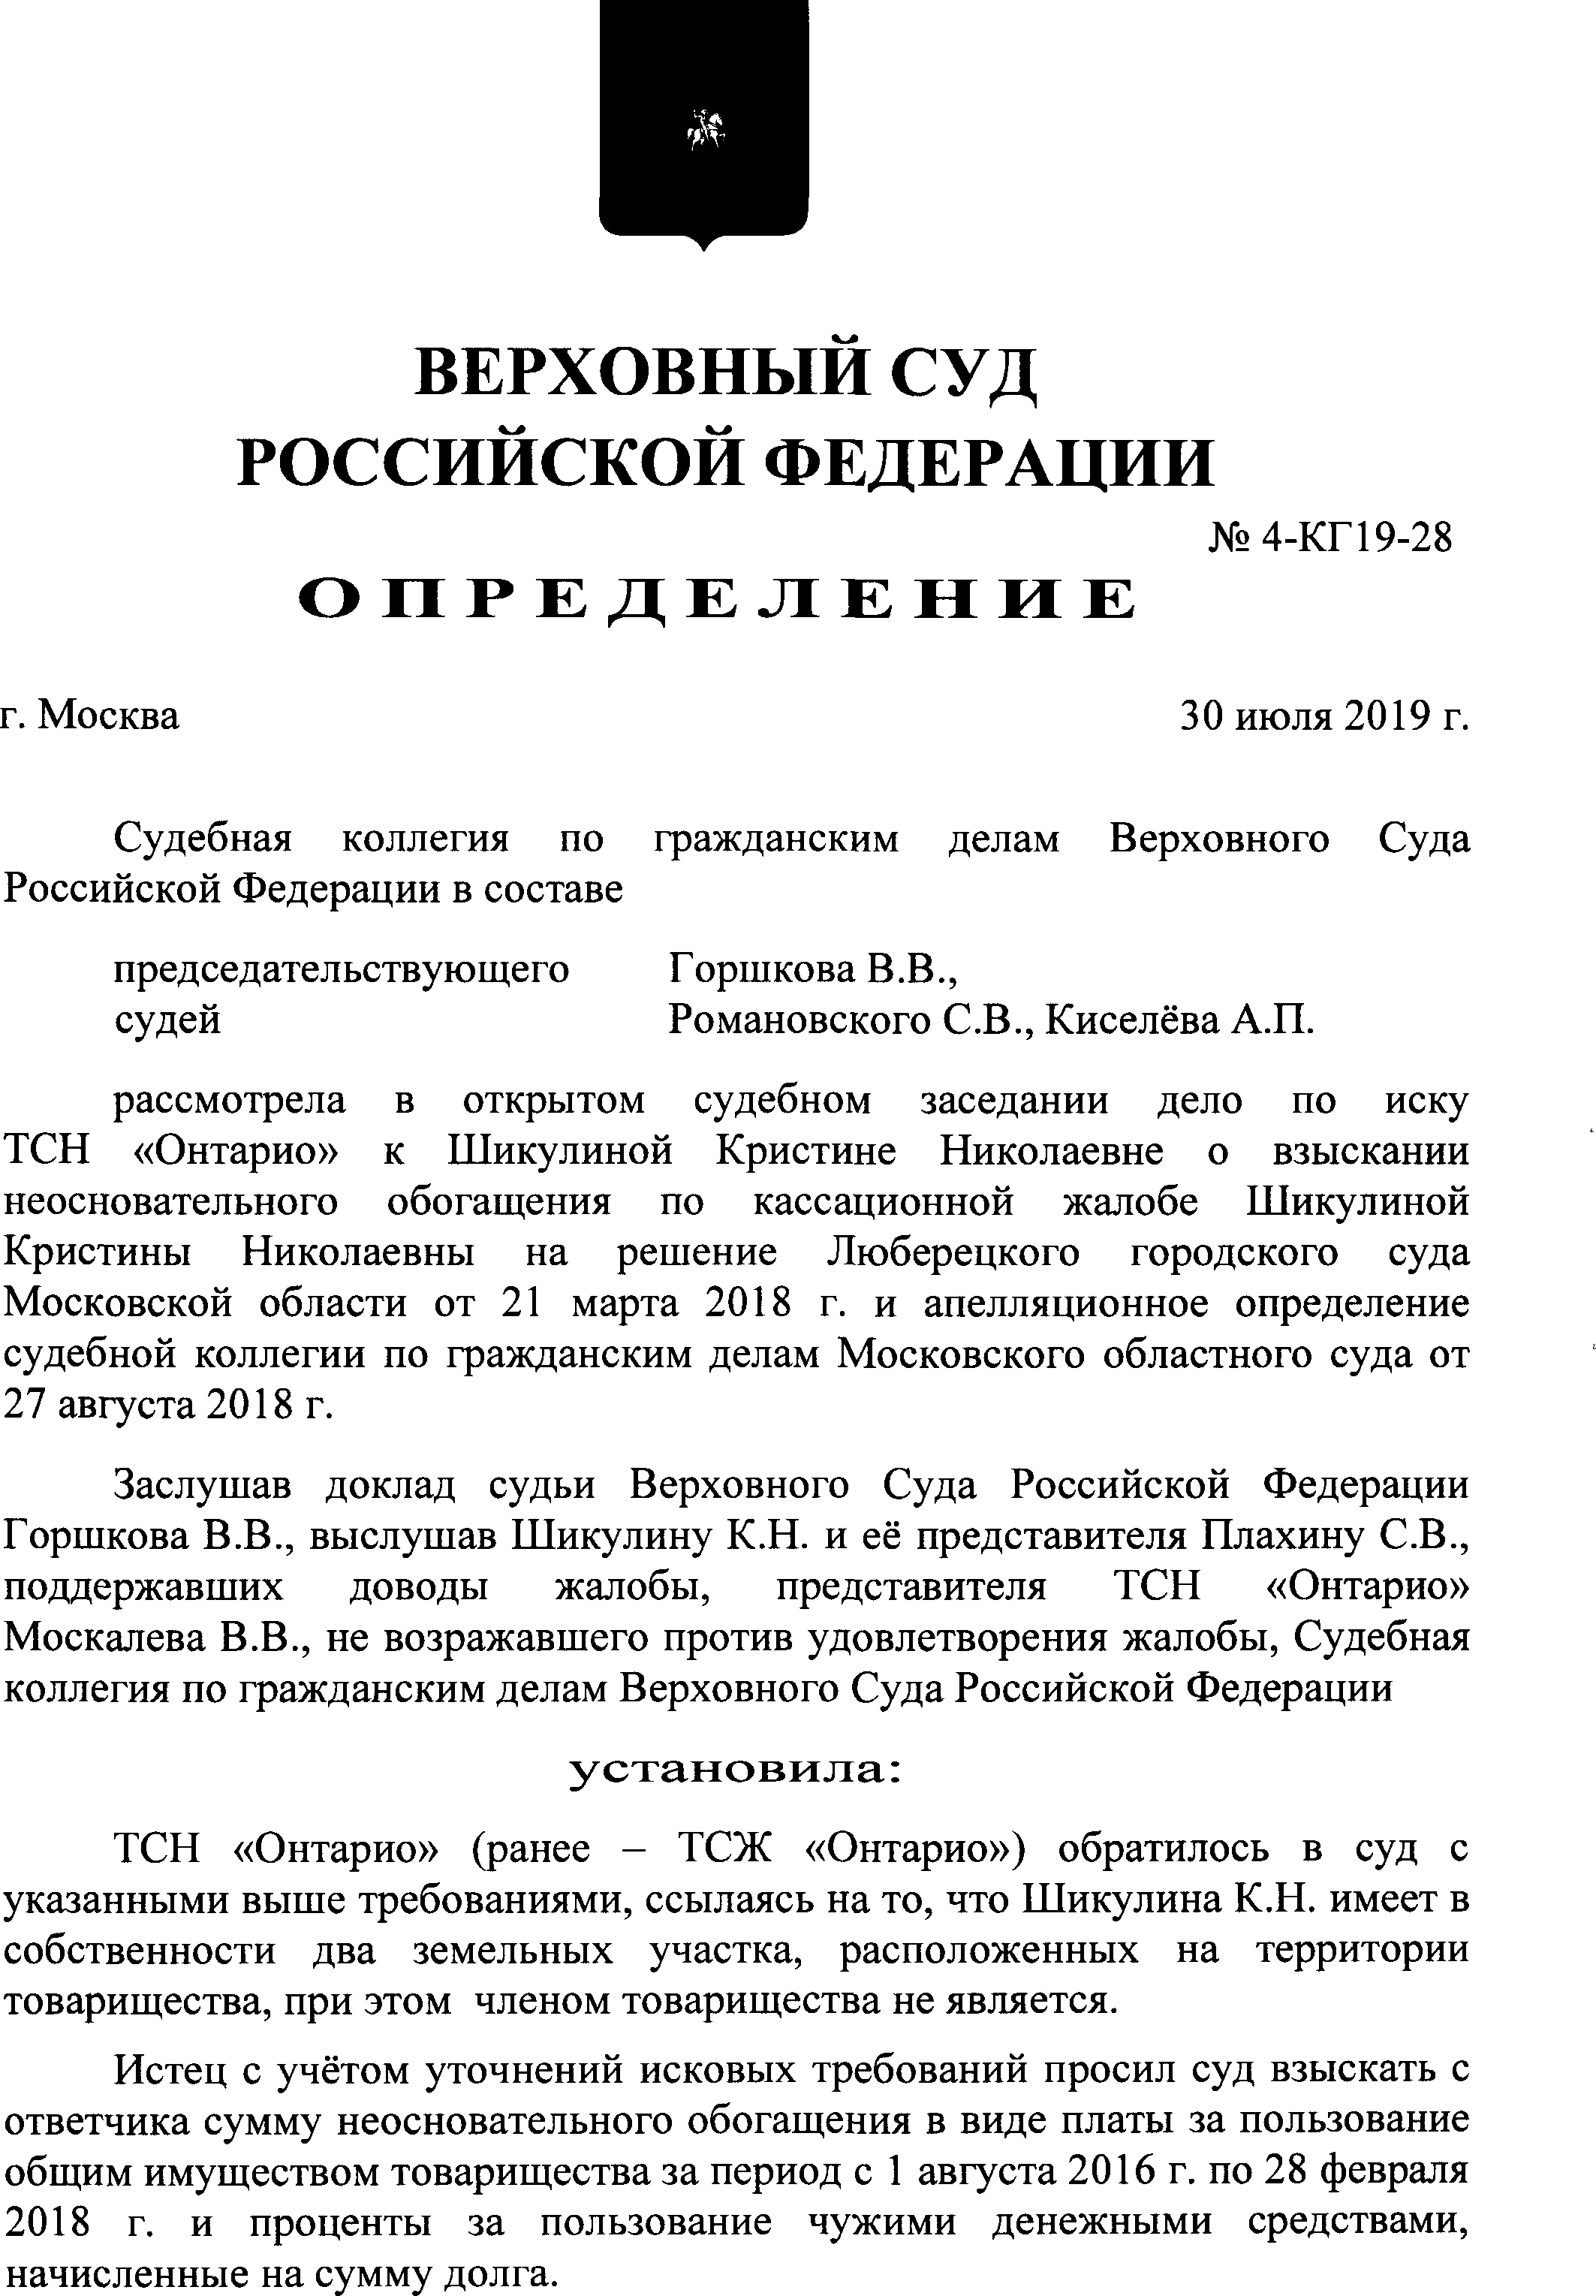 ВЕРХОВНЫЙ СУД
РОССИЙСКОЙ ФЕДЕРАЦИИ
№ 4-КГ19-28
О П Р Е Д Е Л Е Н И Е
г. Москва 30 июля 2019 г.
Судебная коллегия по гражданским делам Верховного Суда
Российской Федерации в составе
председательствующего Горшкова В.В.,
судей Романовского С.В., Киселёва А.П.
рассмотрела в открытом судебном заседании дело по иску
ТСН «Онтарио» к Шикулиной Кристине Николаевне о взыскании
неосновательного обогащения по кассационной жалобе Шикулиной
Кристины Николаевны на решение Люберецкого городского суда
Московской области от 21 марта 2018 г. и апелляционное определение
судебной коллегии по гражданским делам Московского областного суда от
27 августа 2018 г.
Заслушав доклад судьи Верховного Суда Российской Федерации
Горшкова В.В., выслушав Шикулину К.Н. и её представителя Плахину С.В.,
поддержавших доводы жалобы, представителя ТСН «Онтарио»
Москалева В.В., не возражавшего против удовлетворения жалобы, Судебная
коллегия по гражданским делам Верховного Суда Российской Федерации
установила:
ТСН «Онтарио» (ранее – ТСЖ «Онтарио») обратилось в суд с
указанными выше требованиями, ссылаясь на то, что Шикулина К.Н. имеет в
собственности два земельных участка, расположенных на территории
товарищества, при этом членом товарищества не является.
Истец с учётом уточнений исковых требований просил суд взыскать с
ответчика сумму неосновательного обогащения в виде платы за пользование
общим имуществом товарищества за период с 1 августа 2016 г. по 28 февраля
2018 г. и проценты за пользование чужими денежными средствами,
начисленные на сумму долга.